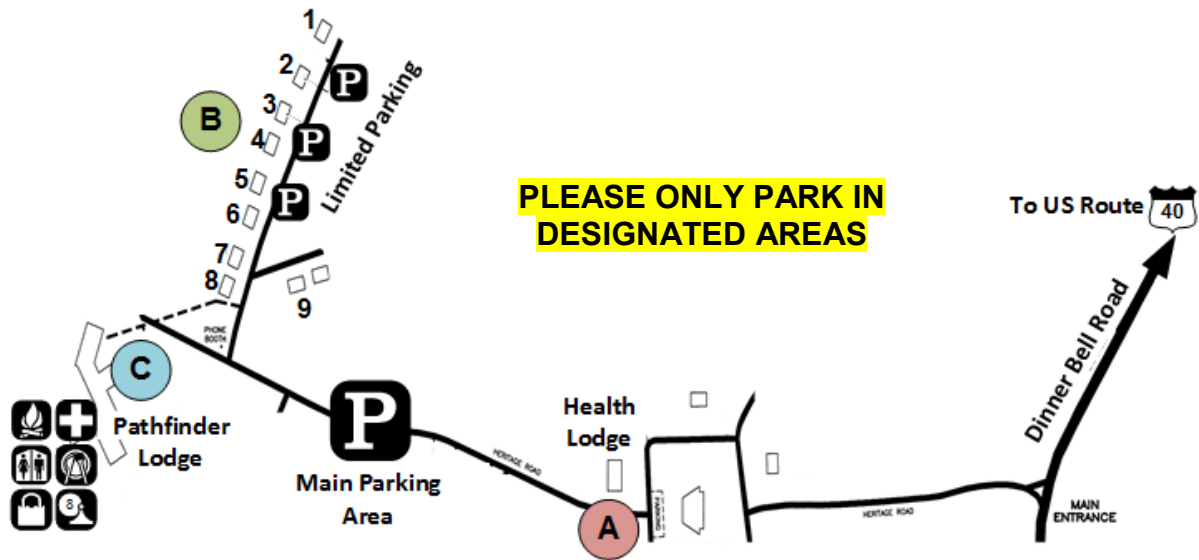 1
2
3
4
5
6
7
8
9
B
P
P
P
Limited Parking
PLEASE ONLY PARK IN
DESIGNATED AREAS
To US Route 40
Dinner Bell Road
MAIN
ENTRANCE
PHONE
BOOTH
C
Pathfinder
Lodge
8
P
Main Parking
Area
HERITAGE ROAD
Health
Lodge
A
PARKING
HERITAGE ROAD